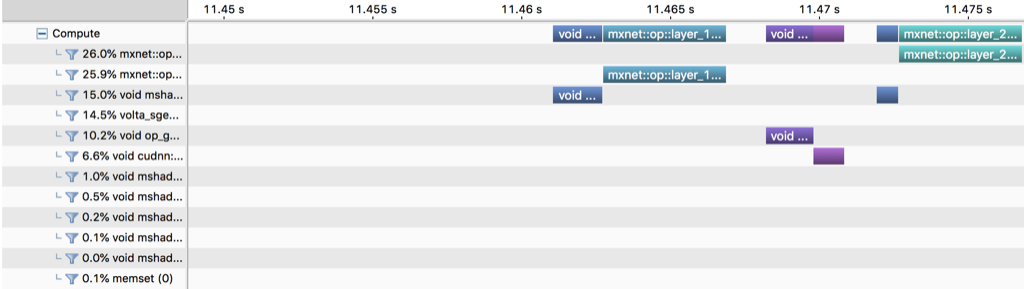 11.45 s 11.455 s 11.46 s 11.465 s 11.47 s 11.475 s
Compute void ... mxnet::op::layer_1... void ... mxnet::op::layer_2...
26.0% mxnet::op... mxnet::op::layer_2...
25.9% mxnet::op... mxnet::op::layer_1...
15.0% void msha... void ...
14.5% volta_sge...
10.2% void op_g... void ...
6.6% void cudnn:...
1.0% void mshad...
0.5% void mshad...
0.2% void mshad...
0.1% void mshad...
0.0% void mshad...
0.1% memset (0)